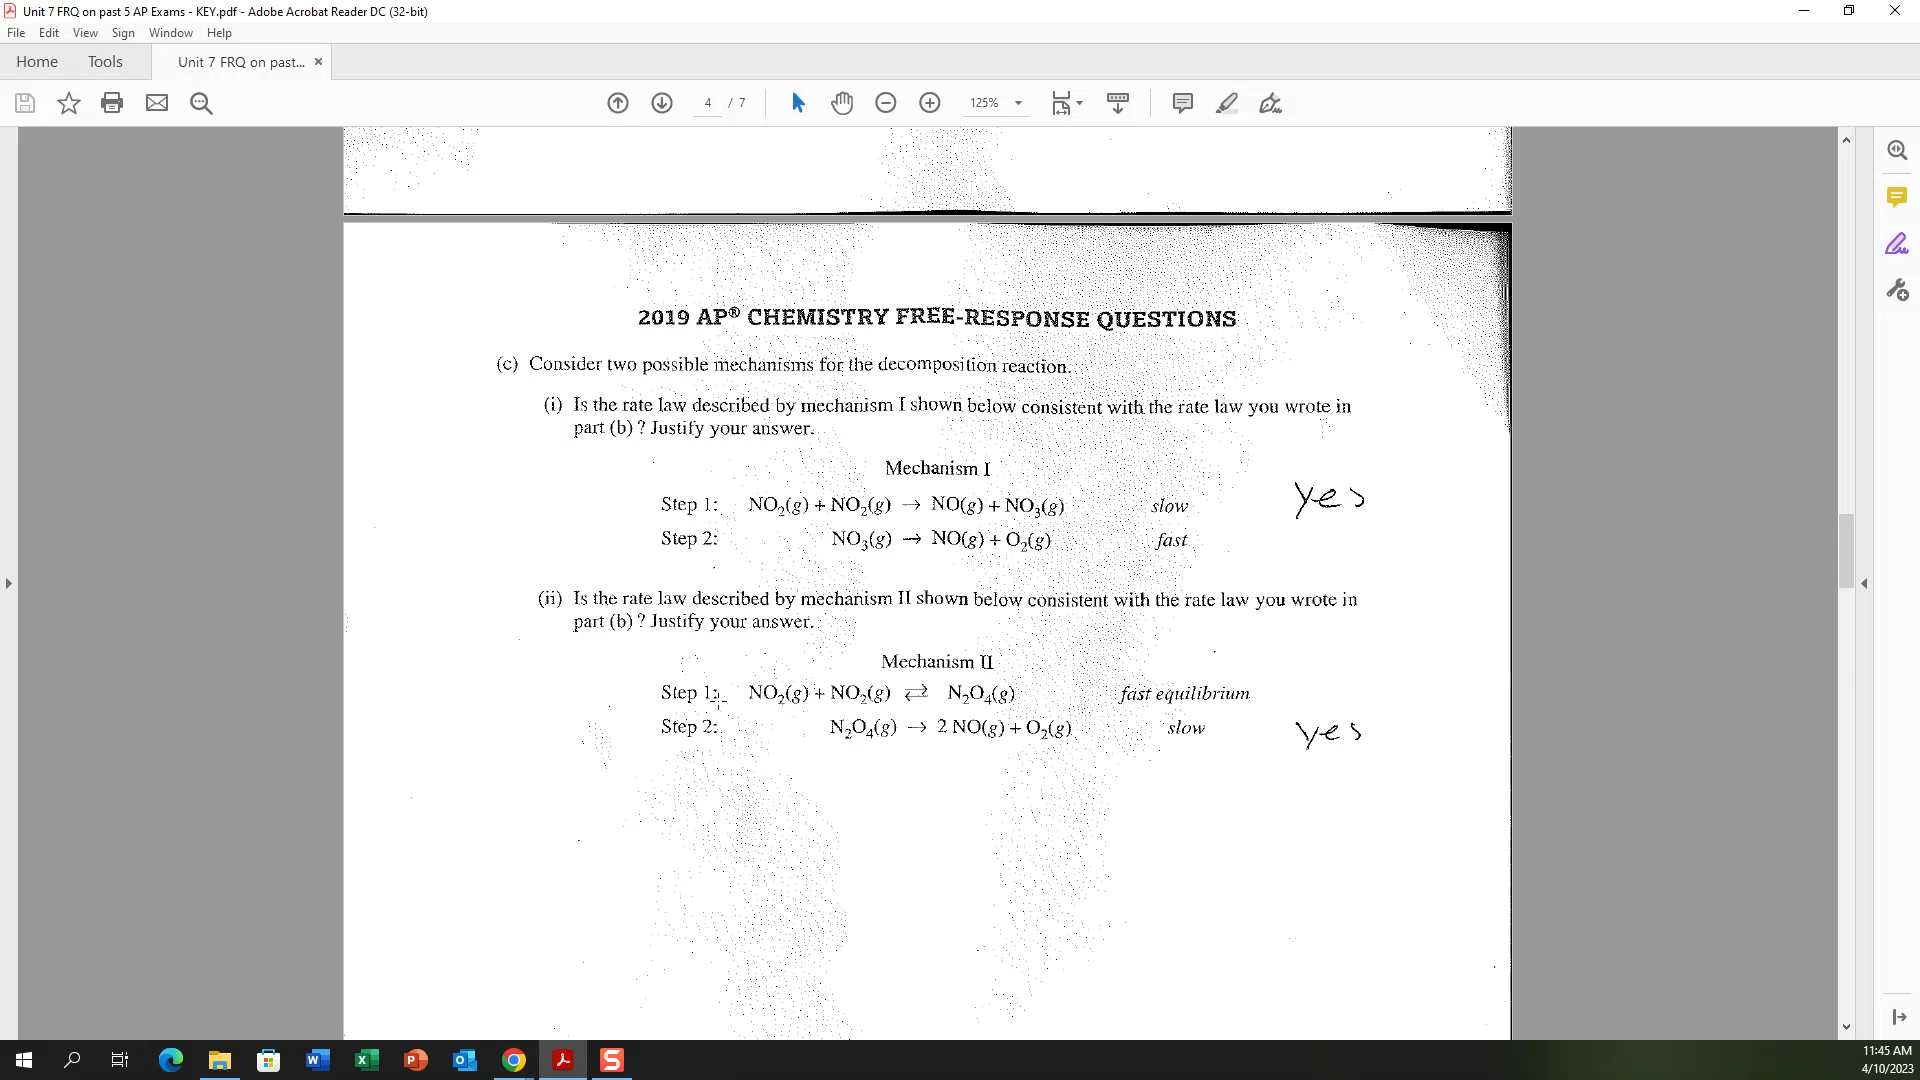 Unit 7 FRQ on past 5 AP Exams - KEY.pdf - Adobe Acrobat Reader DC (32-bit)
File Edit View Sign Window Help
Home Tools Unit 7 FRQ on past... ×
4 / 7 125%
2019 AP® CHEMISTRY FREE-RESPONSE QUESTIONS
(c) Consider two possible mechanisms for the decomposition reaction.
(i) Is the rate law described by mechanism I shown below consistent with the rate law you wrote in
part (b) ? Justify your answer.
Mechanism I
Step 1: NO₂(g) + NO₂(g) → NO(g) + NO₃(g) slow yes
Step 2: NO₃(g) → NO(g) + O₂(g) fast
(ii) Is the rate law described by mechanism II shown below consistent with the rate law you wrote in
part (b) ? Justify your answer.
Mechanism II
Step 1: NO₂(g) + NO₂(g) ⇄ N₂O₄(g) fast equilibrium
Step 2: N₂O₄(g) → 2 NO(g) + O₂(g) slow yes
11:45 AM
4/10/2023